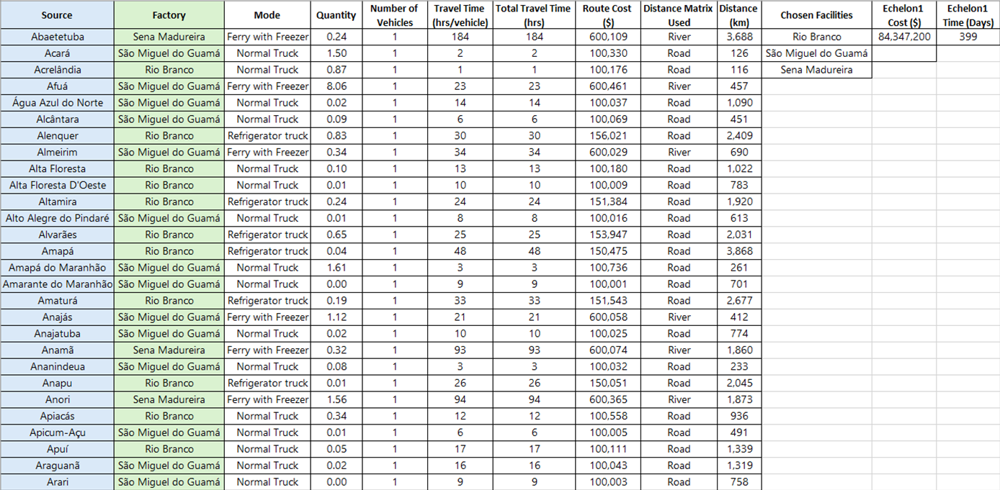 Source Factory Mode Quantity Number of Vehicles Travel Time (hrs/vehicle) Total Travel Time (hrs) Route Cost ($) Distance Matrix Used Distance (km) Chosen Facilities Echelon1 Cost ($) Echelon1 Time (Days)
Abaetetuba Sena Madureira Ferry with Freezer 0.24 1 184 184 600,109 River 3,688 Rio Branco 84,347,200 399
Acará São Miguel do Guamá Normal Truck 1.50 1 2 2 100,330 Road 126 São Miguel do Guamá
Acrelândia Rio Branco Normal Truck 0.87 1 1 1 100,176 Road 116 Sena Madureira
Afuá São Miguel do Guamá Ferry with Freezer 8.06 1 23 23 600,461 River 457
Água Azul do Norte São Miguel do Guamá Normal Truck 0.02 1 14 14 100,037 Road 1,090
Alcântara São Miguel do Guamá Normal Truck 0.09 1 6 6 100,069 Road 451
Alenquer Rio Branco Refrigerator truck 0.83 1 30 30 156,021 Road 2,409
Almeirim São Miguel do Guamá Ferry with Freezer 0.34 1 34 34 600,029 River 690
Alta Floresta Rio Branco Normal Truck 0.10 1 13 13 100,180 Road 1,022
Alta Floresta D'Oeste Rio Branco Normal Truck 0.01 1 10 10 100,009 Road 783
Altamira Rio Branco Refrigerator truck 0.24 1 24 24 151,384 Road 1,920
Alto Alegre do Pindaré São Miguel do Guamá Normal Truck 0.01 1 8 8 100,016 Road 613
Alvarães Rio Branco Refrigerator truck 0.65 1 25 25 153,947 Road 2,031
Amapá Rio Branco Refrigerator truck 0.04 1 48 48 150,475 Road 3,868
Amapá do Maranhão São Miguel do Guamá Normal Truck 1.61 1 3 3 100,736 Road 261
Amarante do Maranhão São Miguel do Guamá Normal Truck 0.00 1 9 9 100,001 Road 701
Amaturá Rio Branco Refrigerator truck 0.19 1 33 33 151,543 Road 2,677
Anajás São Miguel do Guamá Ferry with Freezer 1.12 1 21 21 600,058 River 412
Anajatuba São Miguel do Guamá Normal Truck 0.02 1 10 10 100,025 Road 774
Anamã Sena Madureira Ferry with Freezer 0.32 1 93 93 600,074 River 1,860
Ananindeua São Miguel do Guamá Normal Truck 0.08 1 3 3 100,032 Road 233
Anapu Rio Branco Refrigerator truck 0.01 1 26 26 150,051 Road 2,045
Anori Sena Madureira Ferry with Freezer 1.56 1 94 94 600,365 River 1,873
Apiacás Rio Branco Normal Truck 0.34 1 12 12 100,558 Road 936
Apicum-Açu São Miguel do Guamá Normal Truck 0.01 1 6 6 100,005 Road 491
Apuí Rio Branco Normal Truck 0.05 1 17 17 100,111 Road 1,339
Araguanã São Miguel do Guamá Normal Truck 0.02 1 16 16 100,043 Road 1,319
Arari São Miguel do Guamá Normal Truck 0.00 1 9 9 100,003 Road 758